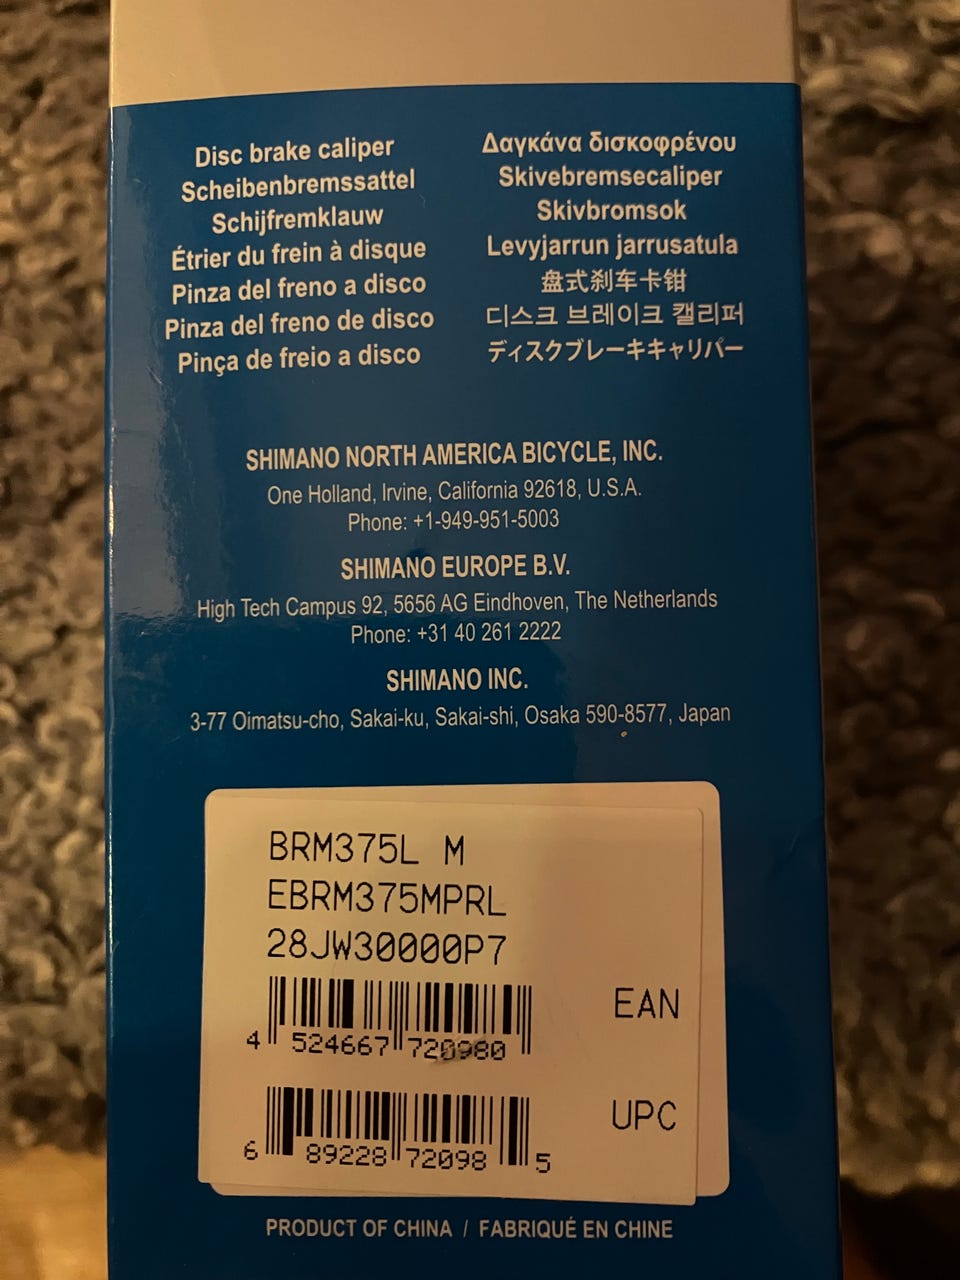 Disc brake caliper
Scheibenbremssattel
Schijfremklauw
Étrier du frein à disque
Pinza del freno a disco
Pinza del freno de disco
Pinça de freio a disco
Δαγκάνα δισκοφρένου
Skivebremsecaliper
Skivbromsok
Levyjarrun jarrusatula
盘式刹车卡钳
디스크 브레이크 캘리퍼
ディスクブレーキキャリパー
SHIMANO NORTH AMERICA BICYCLE, INC.
One Holland, Irvine, California 92618, U.S.A.
Phone: +1-949-951-5003
SHIMANO EUROPE B.V.
High Tech Campus 92, 5656 AG Eindhoven, The Netherlands
Phone: +31 40 261 2222
SHIMANO INC.
3-77 Oimatsu-cho, Sakai-ku, Sakai-shi, Osaka 590-8577, Japan
BRM375L M
EBRM375MPRL
28JW30000P7
EAN
4 524667 720980
UPC
6 89228 72098 5
PRODUCT OF CHINA / FABRIQUÉ EN CHINE